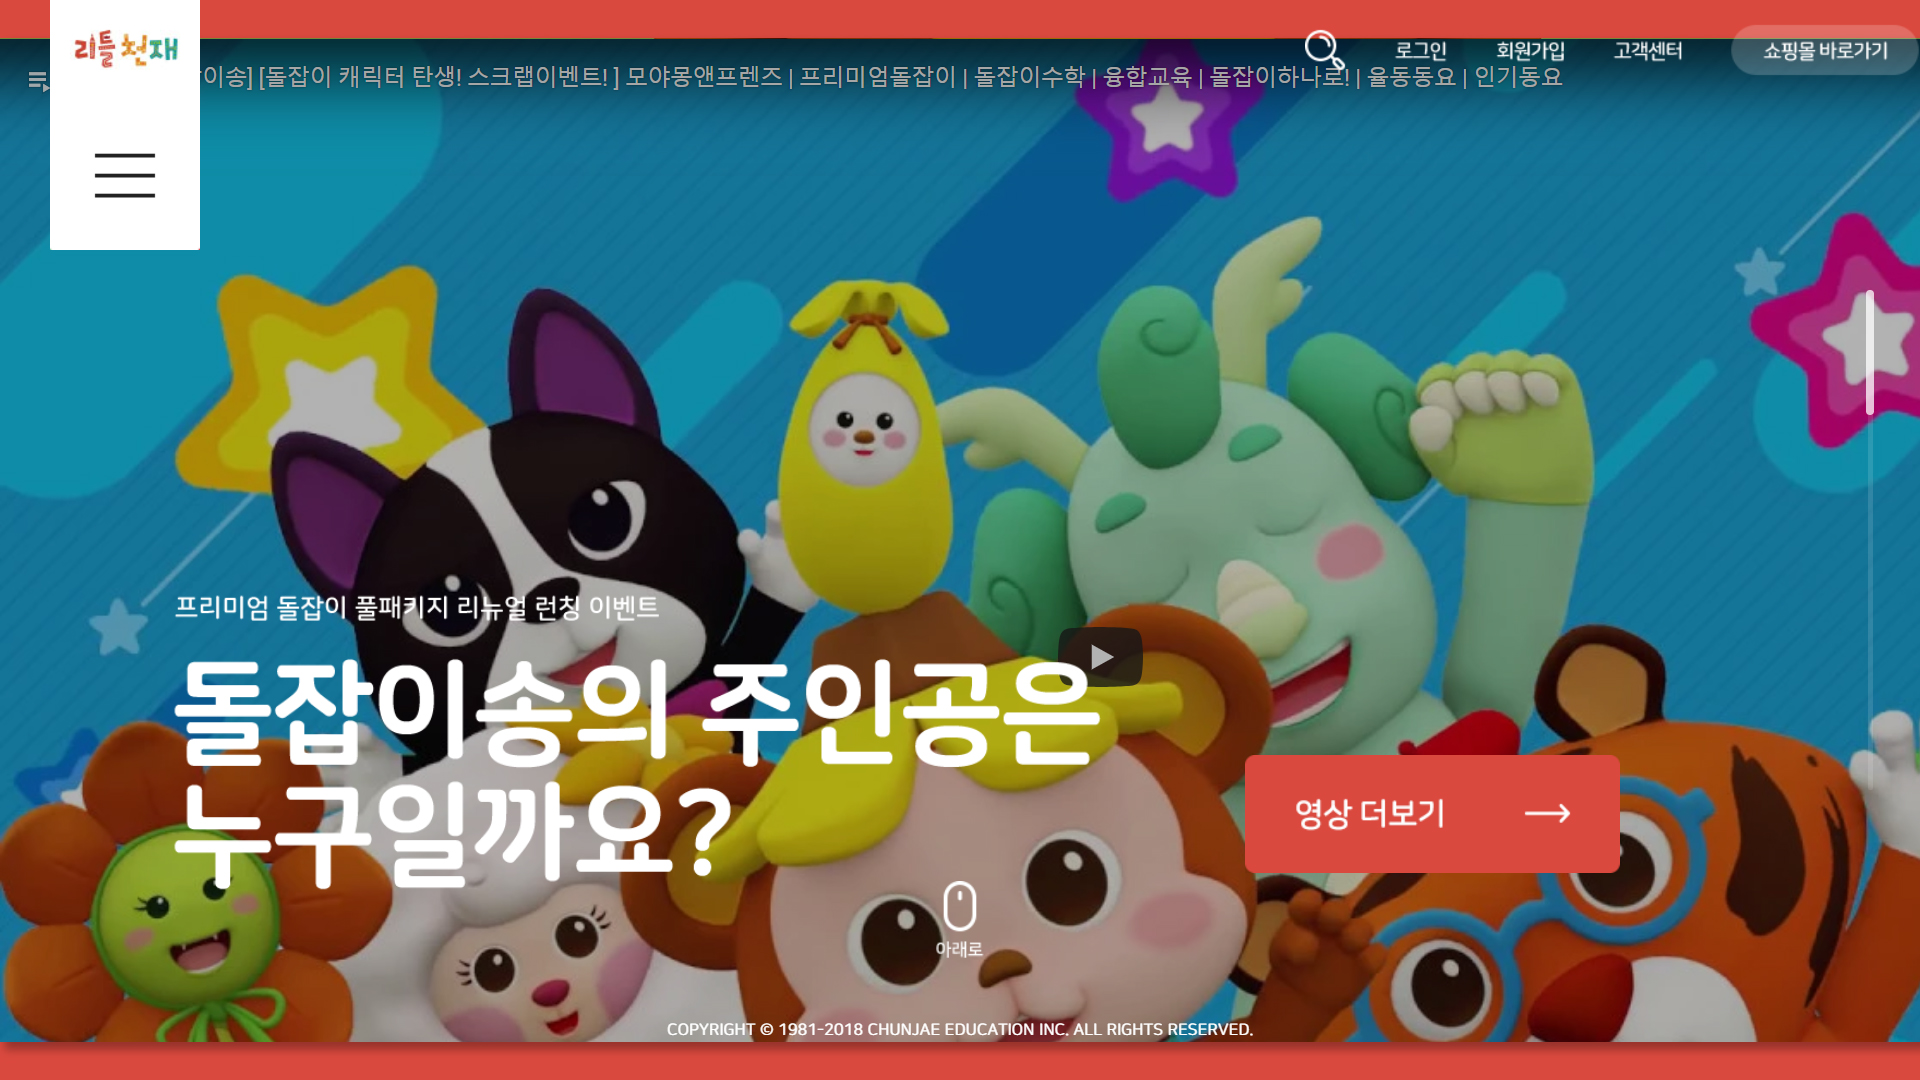 리틀천재
로그인 회원가입 고객센터 쇼핑몰 바로가기
이송] [돌잡이 캐릭터 탄생! 스크랩이벤트! ] 모야몽앤프렌즈 | 프리미엄돌잡이 | 돌잡이수학 | 융합교육 | 돌잡이하나로! | 율동동요 | 인기동요
프리미엄 돌잡이 풀패키지 리뉴얼 런칭 이벤트
돌잡이송의 주인공은
누구일까요?
영상 더보기
아래로
COPYRIGHT © 1981-2018 CHUNJAE EDUCATION INC. ALL RIGHTS RESERVED.